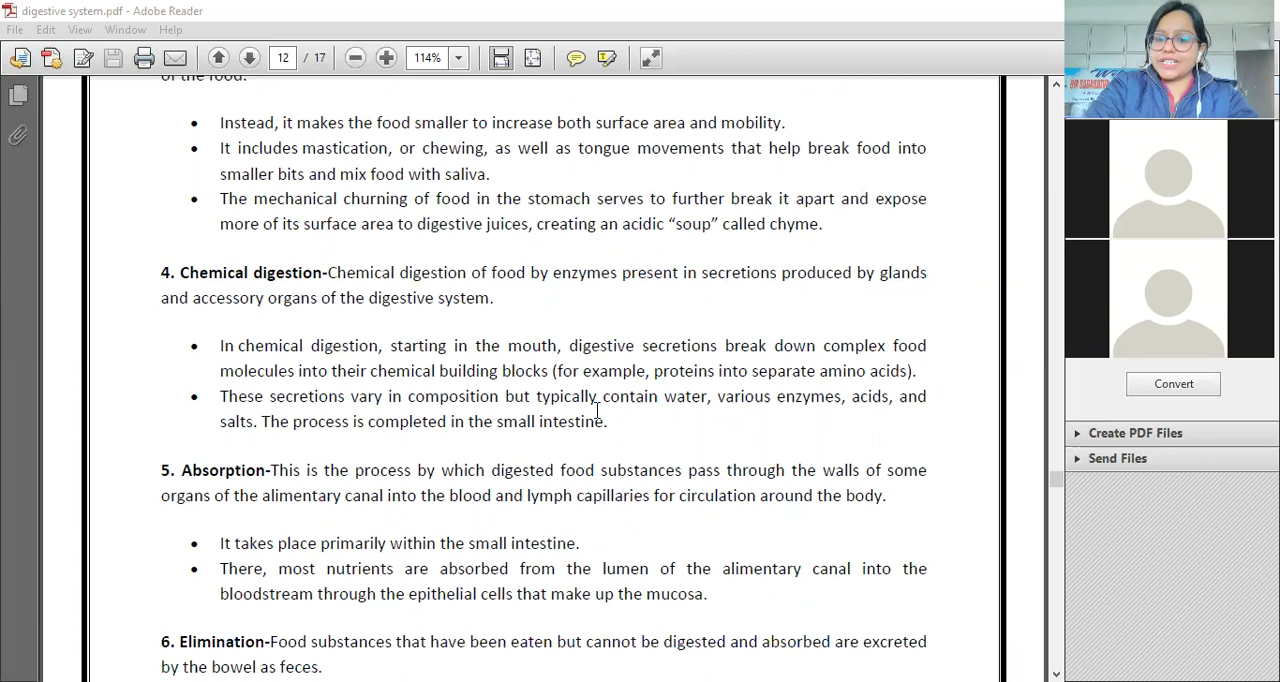 digestive system.pdf - Adobe Reader
File Edit View Window Help
12 / 17 114%
of the food.
• Instead, it makes the food smaller to increase both surface area and mobility.
• It includes mastication, or chewing, as well as tongue movements that help break food into
smaller bits and mix food with saliva.
• The mechanical churning of food in the stomach serves to further break it apart and expose
more of its surface area to digestive juices, creating an acidic “soup” called chyme.
4. Chemical digestion-Chemical digestion of food by enzymes present in secretions produced by glands
and accessory organs of the digestive system.
• In chemical digestion, starting in the mouth, digestive secretions break down complex food
molecules into their chemical building blocks (for example, proteins into separate amino acids).
• These secretions vary in composition but typically contain water, various enzymes, acids, and
salts. The process is completed in the small intestine.
5. Absorption-This is the process by which digested food substances pass through the walls of some
organs of the alimentary canal into the blood and lymph capillaries for circulation around the body.
• It takes place primarily within the small intestine.
• There, most nutrients are absorbed from the lumen of the alimentary canal into the
bloodstream through the epithelial cells that make up the mucosa.
6. Elimination-Food substances that have been eaten but cannot be digested and absorbed are excreted
by the bowel as feces.
Convert
Create PDF Files
Send Files